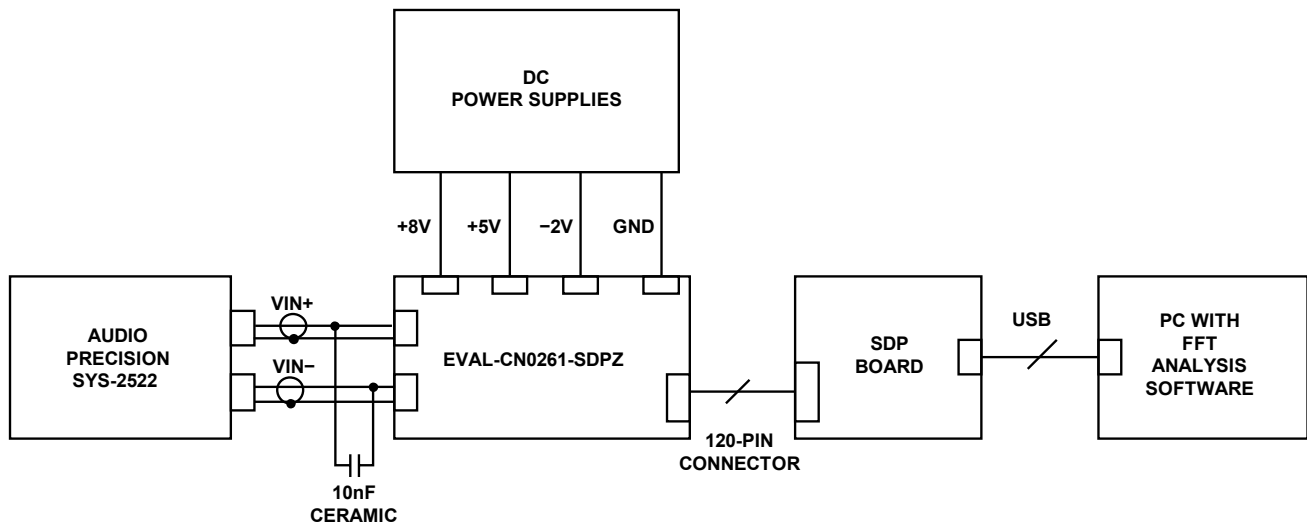 DC
POWER SUPPLIES
+8V
+5V
−2V
GND
AUDIO
PRECISION
SYS-2522
VIN+
VIN−
10nF
CERAMIC
EVAL-CN0261-SDPZ
120-PIN
CONNECTOR
SDP
BOARD
USB
PC WITH
FFT
ANALYSIS
SOFTWARE